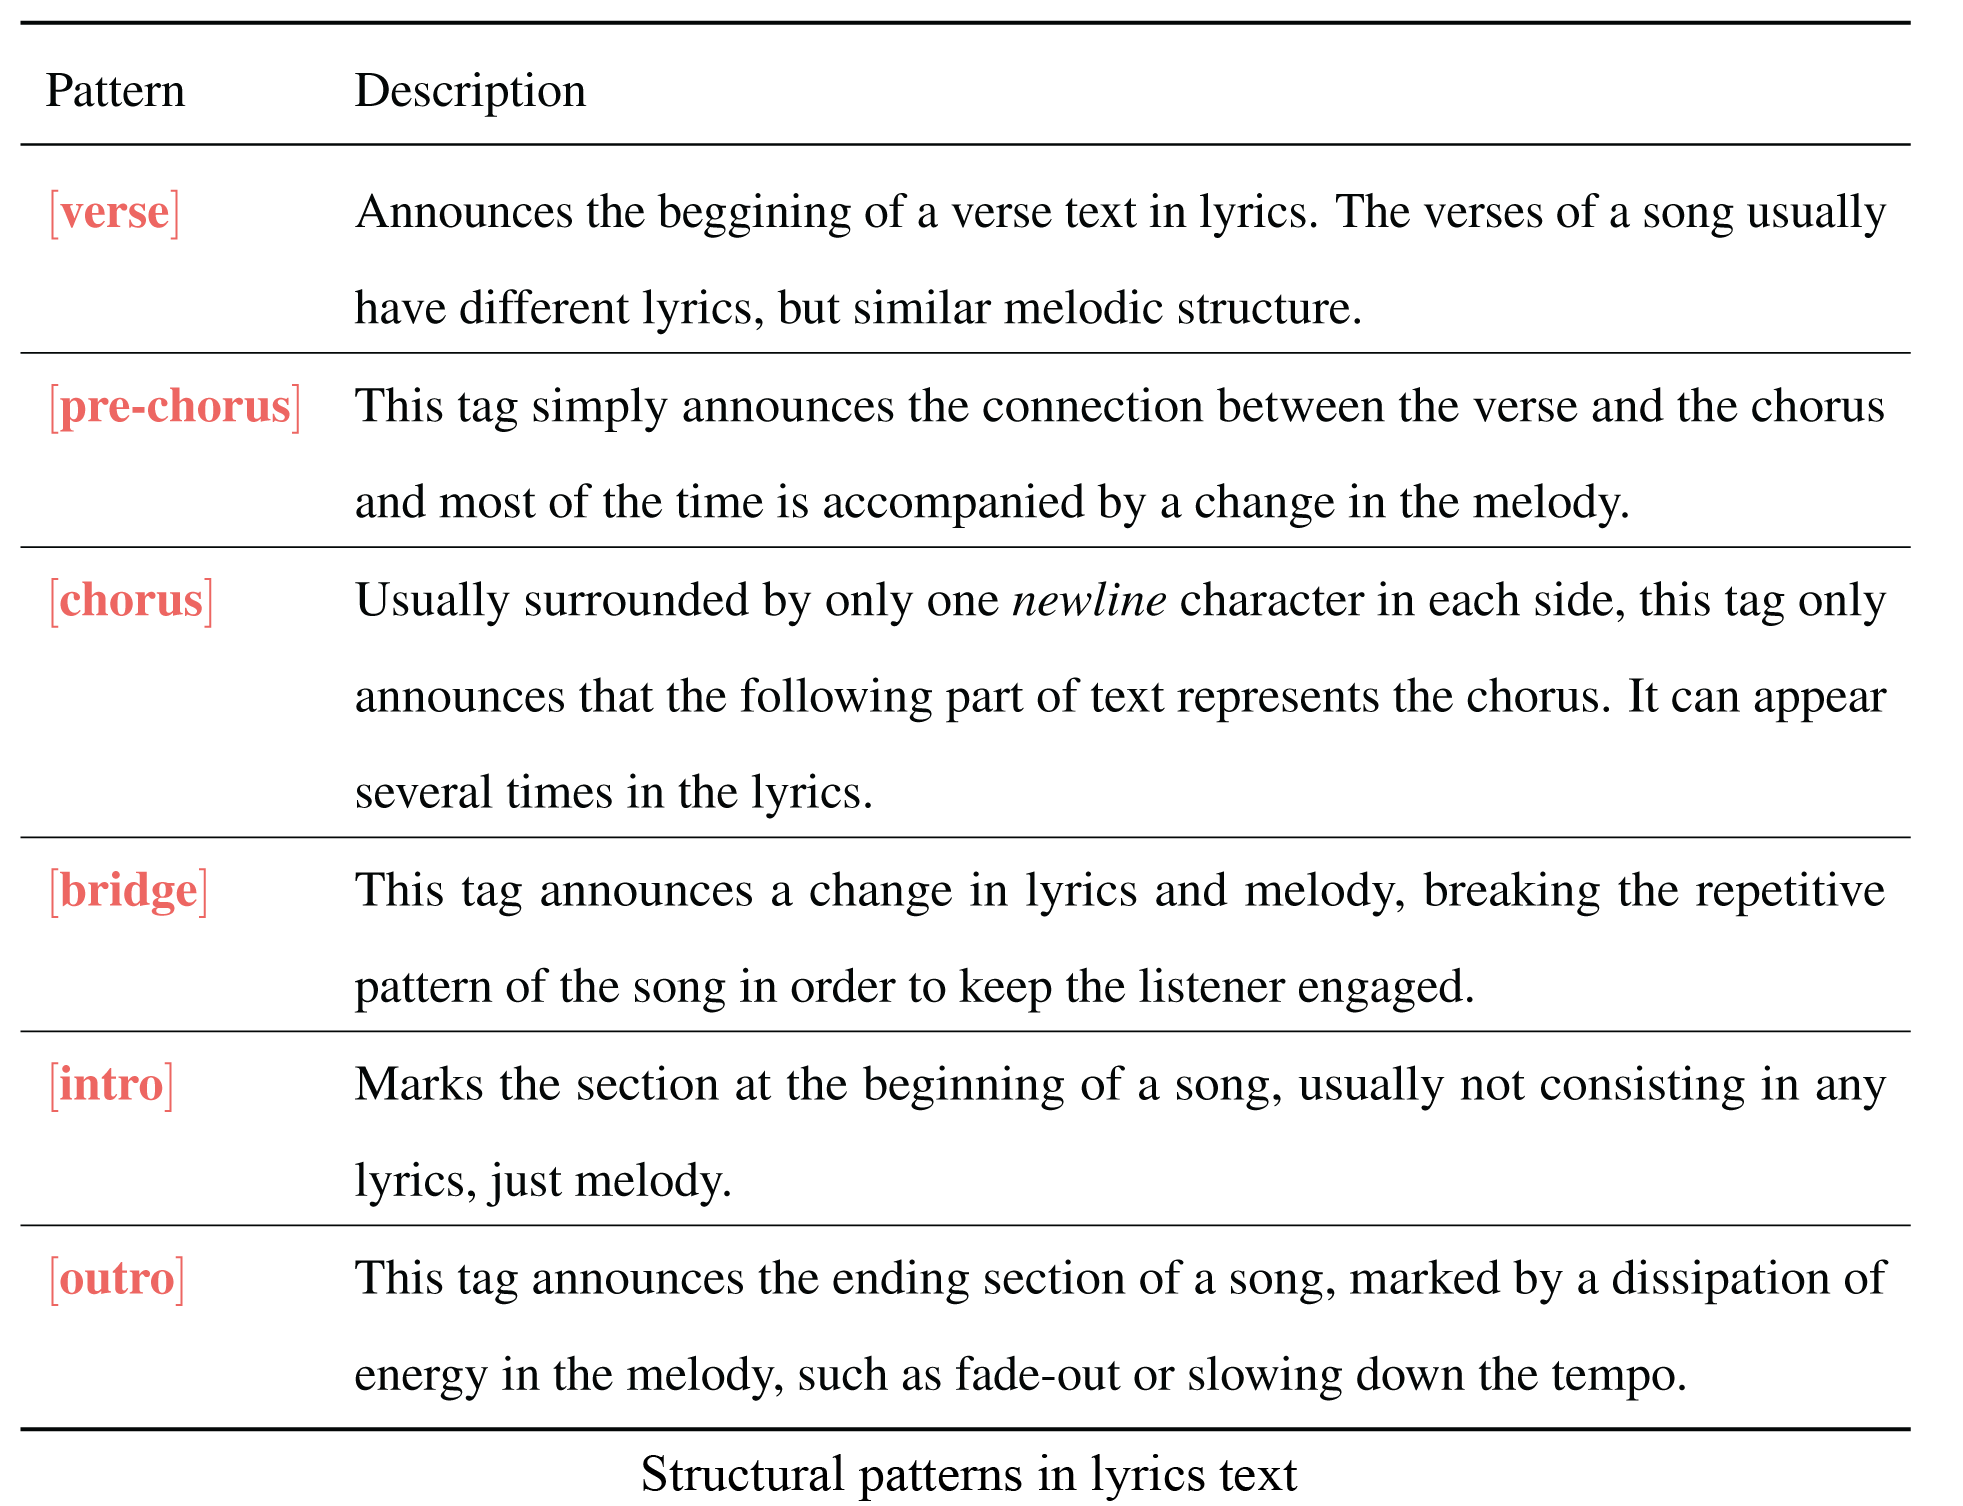 Pattern Description
[verse] Announces the beggining of a verse text in lyrics. The verses of a song usually
have different lyrics, but similar melodic structure.
[pre-chorus] This tag simply announces the connection between the verse and the chorus
and most of the time is accompanied by a change in the melody.
[chorus] Usually surrounded by only one newline character in each side, this tag only
announces that the following part of text represents the chorus. It can appear
several times in the lyrics.
[bridge] This tag announces a change in lyrics and melody, breaking the repetitive
pattern of the song in order to keep the listener engaged.
[intro] Marks the section at the beginning of a song, usually not consisting in any
lyrics, just melody.
[outro] This tag announces the ending section of a song, marked by a dissipation of
energy in the melody, such as fade-out or slowing down the tempo.
Structural patterns in lyrics text